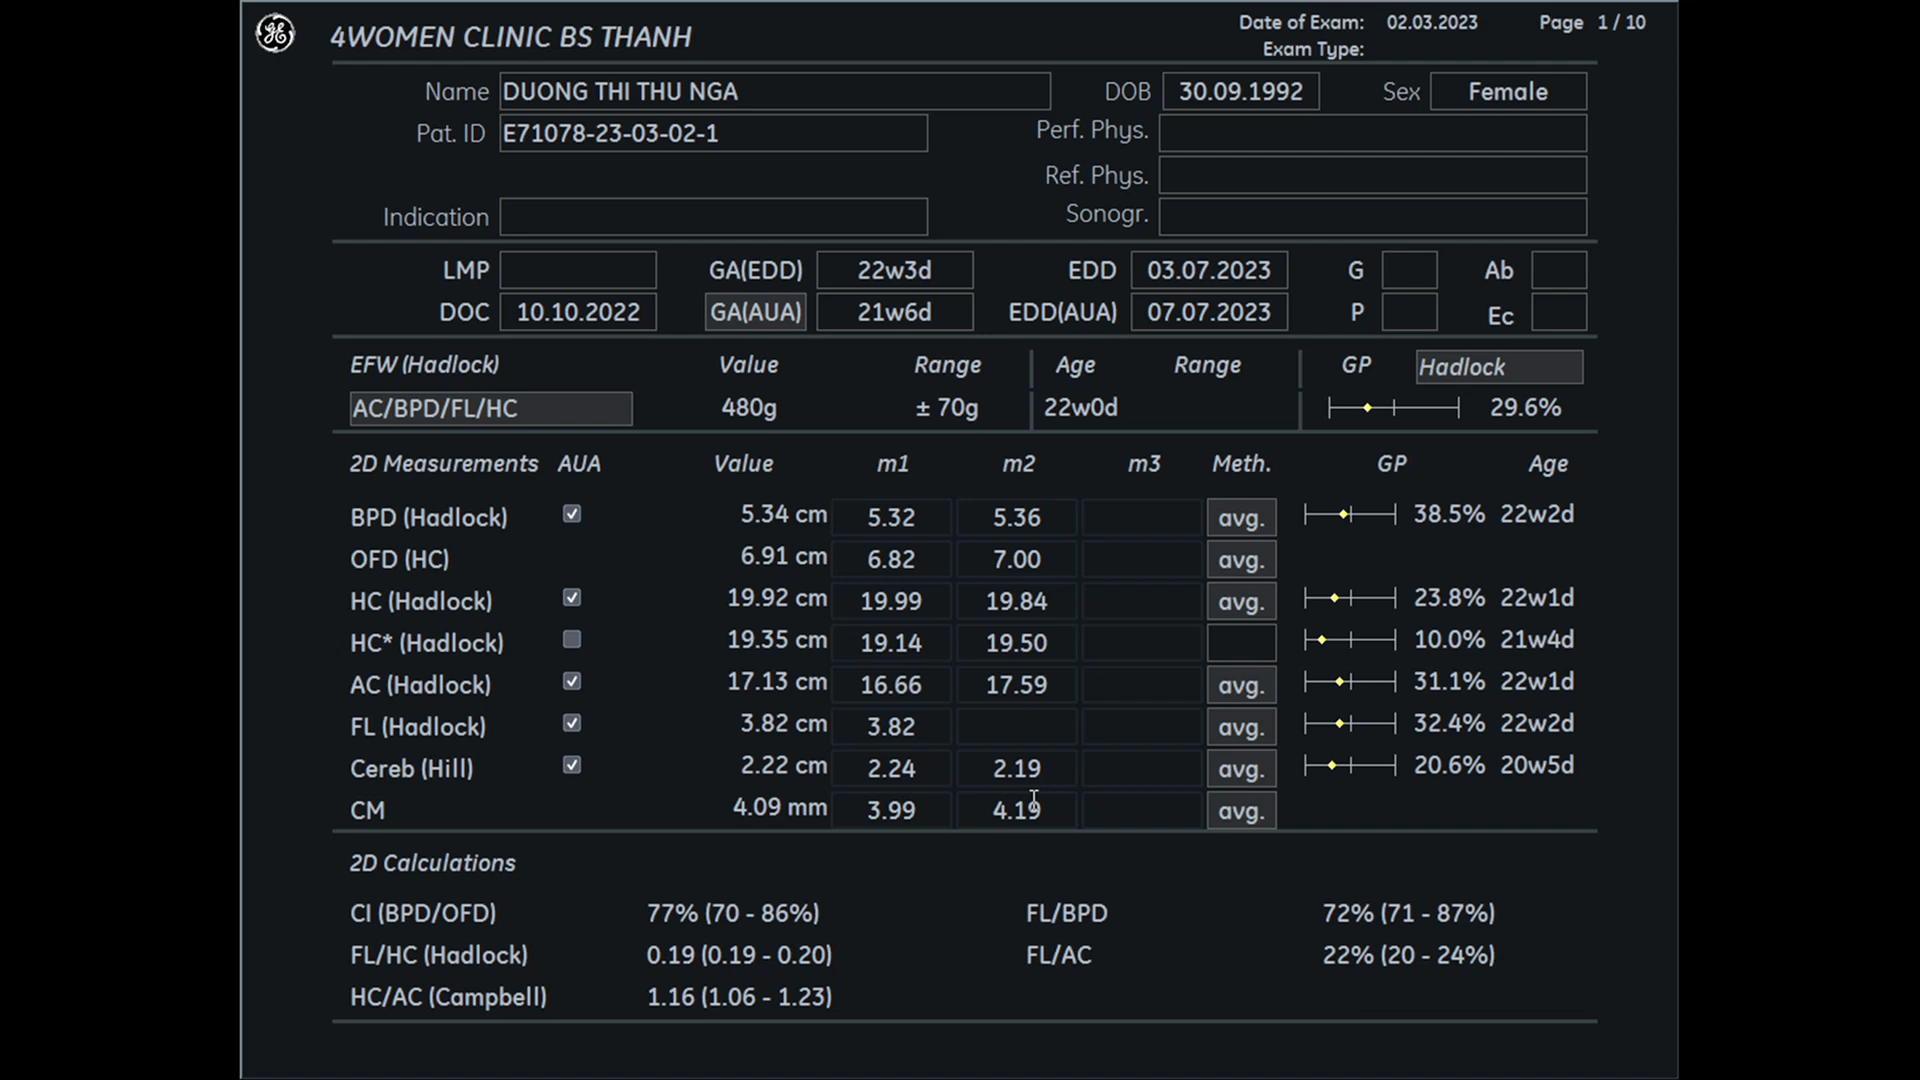 4WOMEN CLINIC BS THANH Date of Exam: 02.03.2023 Page 1 / 10
Exam Type:
Name DUONG THI THU NGA DOB 30.09.1992 Sex Female
Pat. ID E71078-23-03-02-1 Perf. Phys.
Ref. Phys.
Indication Sonogr.
LMP GA(EDD) 22w3d EDD 03.07.2023 G Ab
DOC 10.10.2022 GA(AUA) 21w6d EDD(AUA) 07.07.2023 P Ec
EFW (Hadlock) Value Range Age Range GP Hadlock
AC/BPD/FL/HC 480g ± 70g 22w0d 29.6%
2D Measurements AUA Value m1 m2 m3 Meth. GP Age
BPD (Hadlock) 5.34 cm 5.32 5.36 avg. 38.5% 22w2d
OFD (HC) 6.91 cm 6.82 7.00 avg.
HC (Hadlock) 19.92 cm 19.99 19.84 avg. 23.8% 22w1d
HC* (Hadlock) 19.35 cm 19.14 19.50 10.0% 21w4d
AC (Hadlock) 17.13 cm 16.66 17.59 avg. 31.1% 22w1d
FL (Hadlock) 3.82 cm 3.82 avg. 32.4% 22w2d
Cereb (Hill) 2.22 cm 2.24 2.19 avg. 20.6% 20w5d
CM 4.09 mm 3.99 4.19 avg.
2D Calculations
CI (BPD/OFD) 77% (70 - 86%) FL/BPD 72% (71 - 87%)
FL/HC (Hadlock) 0.19 (0.19 - 0.20) FL/AC 22% (20 - 24%)
HC/AC (Campbell) 1.16 (1.06 - 1.23)